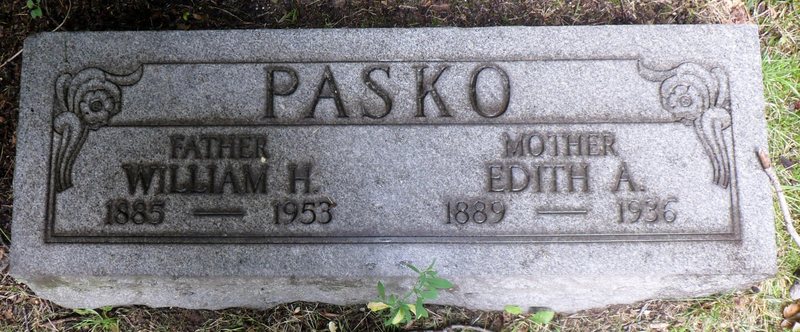 PASKO
FATHER
WILLIAM H.
1885 — 1953
MOTHER
EDITH A.
1889 — 1936